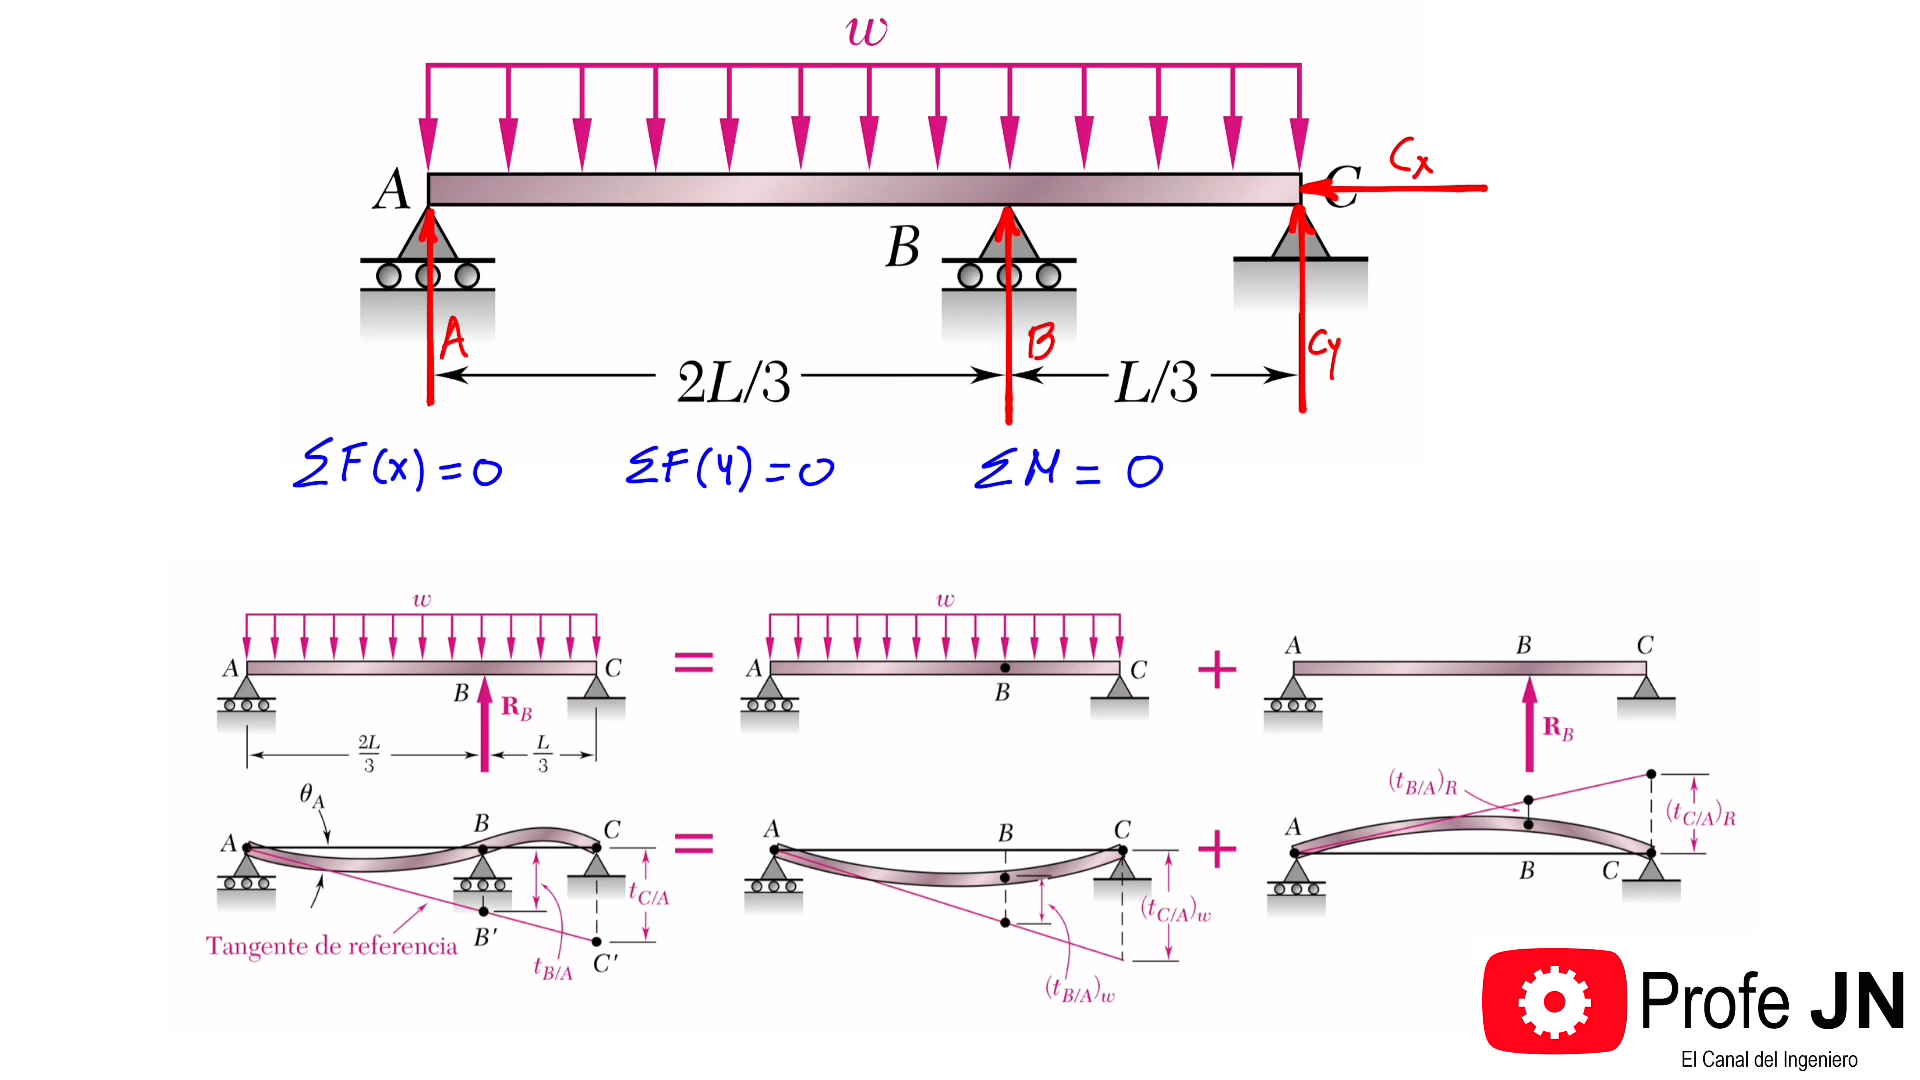 w
A
B
C
Cx
A
B
Cy
2L/3
L/3
ΣF(x)=0
ΣF(y)=0
ΣM=0
w
A
B
C
R_B
2L/3
L/3
=
w
A
B
C
+
A
B
C
R_B
θ_A
A
B
C
t_C/A
Tangente de referencia
B'
t_B/A
C'
=
A
B
C
(t_C/A)_w
(t_B/A)_w
+
A
B
C
(t_B/A)_R
(t_C/A)_R
Profe JN
El Canal del Ingeniero